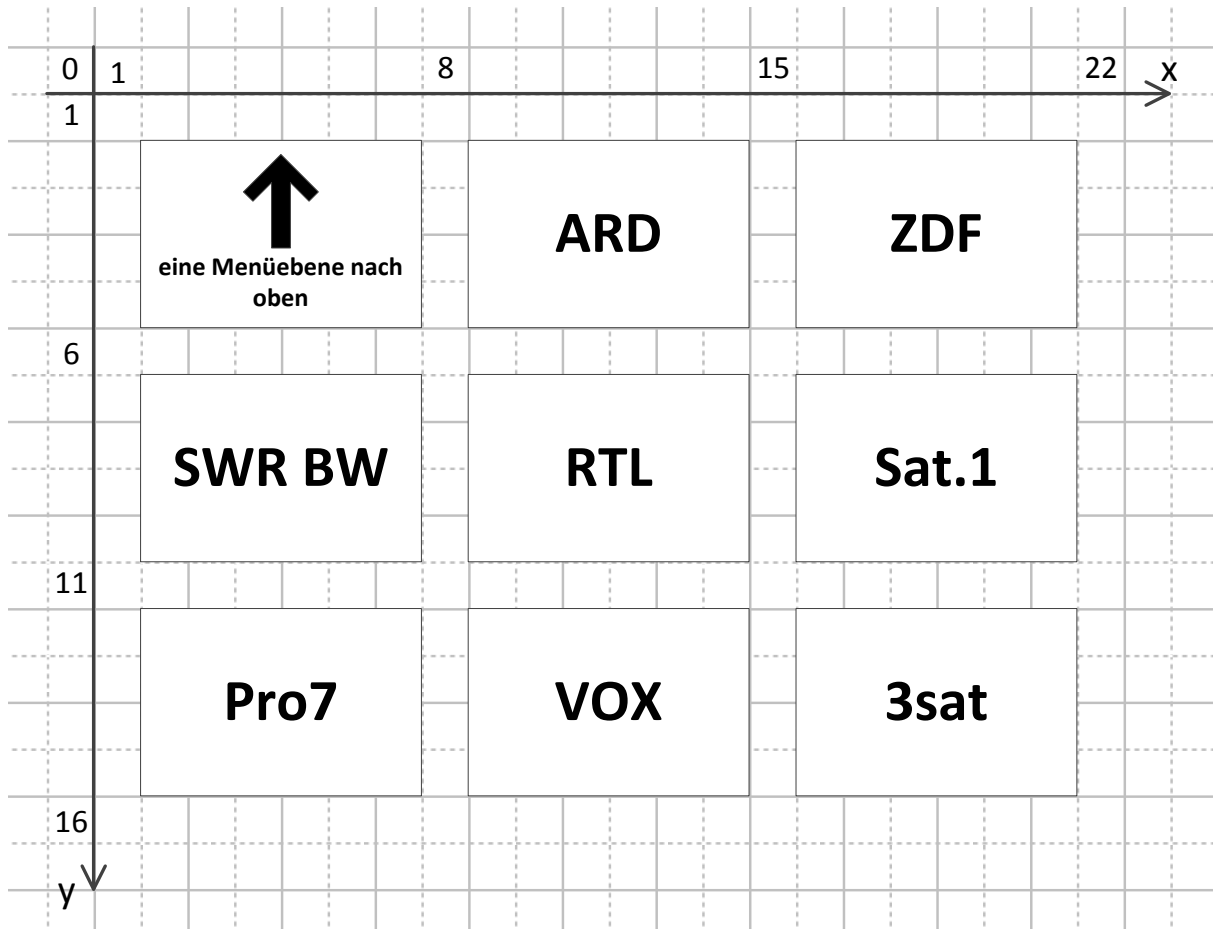 0 1 8 15 22 x
1
eine Menüebene nach
oben
ARD
ZDF
6
SWR BW
RTL
Sat.1
11
Pro7
VOX
3sat
16
y